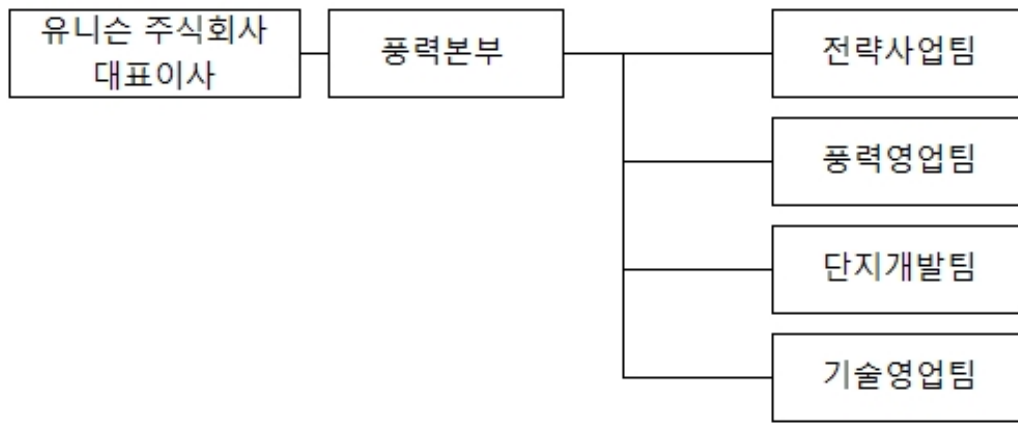 유니슨 주식회사
대표이사
풍력본부
전략사업팀
풍력영업팀
단지개발팀
기술영업팀